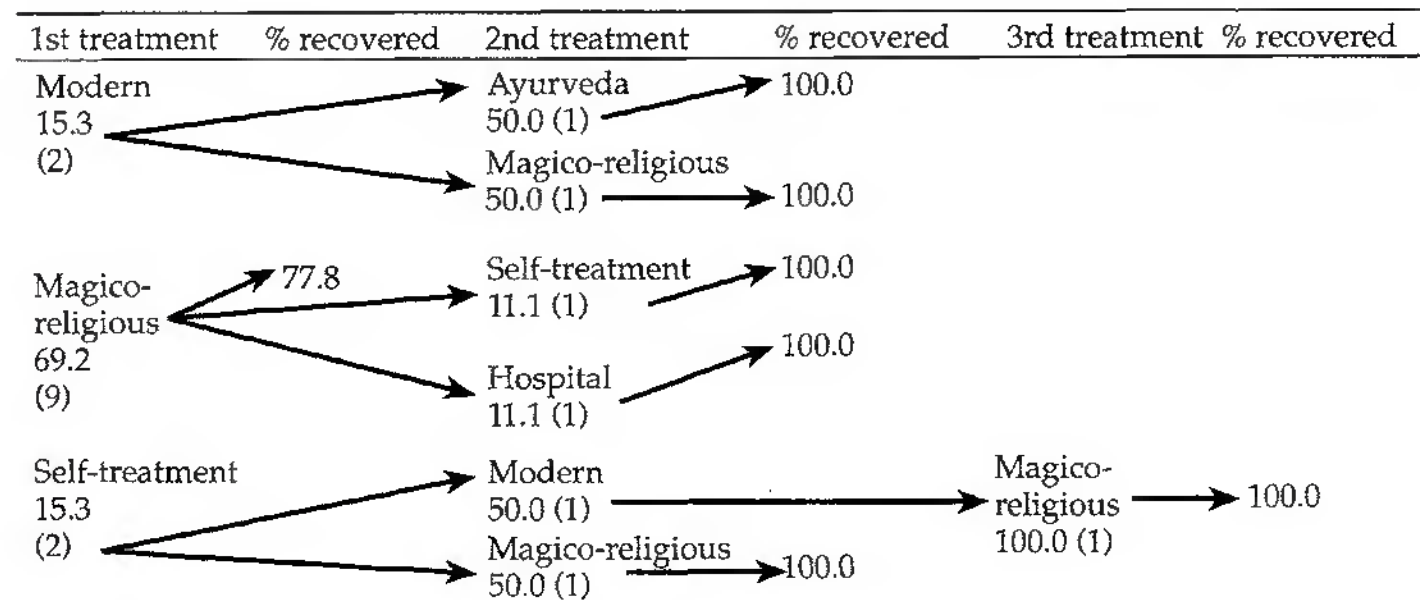 1st treatment % recovered 2nd treatment % recovered 3rd treatment % recovered
Modern
15.3
(2)
Ayurveda
50.0 (1)
100.0
Magico-religious
50.0 (1)
100.0
Magico-
religious
69.2
(9)
77.8
Self-treatment
11.1 (1)
100.0
Hospital
11.1 (1)
100.0
Self-treatment
15.3
(2)
Modern
50.0 (1)
Magico-
religious
100.0 (1)
100.0
Magico-religious
50.0 (1)
100.0